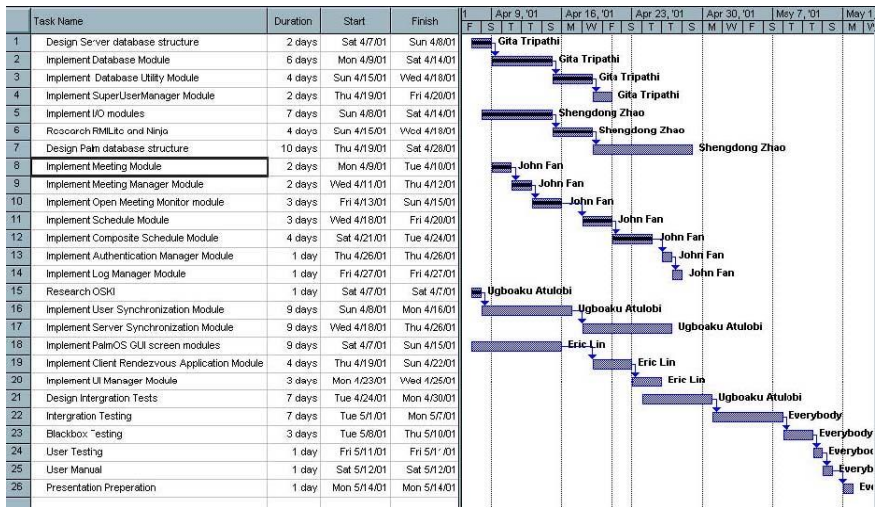 Task Name Duration Start Finish 1 Apr 9, '01 Apr 16, '01 Apr 23, '01 Apr 30, '01 May 7, '01 May 1
F S T T S M W F S T T S M W F S T T S M W
1 Design Server database structure 2 days Sat 4/7/01 Sun 4/8/01 Gita Tripathi
2 Implement Database Module 6 days Mon 4/9/01 Sat 4/14/01 Gita Tripathi
3 Implement Database Utility Module 4 days Sun 4/15/01 Wed 4/18/01 Gita Tripathi
4 Implement SuperUserManager Module 2 days Thu 4/19/01 Fri 4/20/01 Gita Tripathi
5 Implement I/O modules 7 days Sun 4/8/01 Sat 4/14/01 Shengdong Zhao
6 Research RMILite and Ninja 4 days Sun 4/15/01 Wed 4/18/01 Shengdong Zhao
7 Design Palm database structure 10 days Thu 4/19/01 Sat 4/28/01 Shengdong Zhao
8 Implement Meeting Module 2 days Mon 4/9/01 Tue 4/10/01 John Fan
9 Implement Meeting Manager Module 2 days Wed 4/11/01 Thu 4/12/01 John Fan
10 Implement Open Meeting Monitor module 3 days Fri 4/13/01 Sun 4/15/01 John Fan
11 Implement Schedule Module 3 days Wed 4/18/01 Fri 4/20/01 John Fan
12 Implement Composite Schedule Module 4 days Sat 4/21/01 Tue 4/24/01 John Fan
13 Implement Authentication Manager Module 1 day Thu 4/26/01 Thu 4/26/01 John Fan
14 Implement Log Manager Module 1 day Fri 4/27/01 Fri 4/27/01 John Fan
15 Research OSKI 1 day Sat 4/7/01 Sat 4/7/01 Ugboaku Atulobi
16 Implement User Synchronization Module 9 days Sun 4/8/01 Mon 4/16/01 Ugboaku Atulobi
17 Implement Server Synchronization Module 9 days Wed 4/18/01 Thu 4/26/01 Ugboaku Atulobi
18 Implement PalmOS GUI screen modules 9 days Sat 4/7/01 Sun 4/15/01 Eric Lin
19 Implement Client Rendezvous Application Module 4 days Thu 4/19/01 Sun 4/22/01 Eric Lin
20 Implement UI Manager Module 3 days Mon 4/23/01 Wed 4/25/01 Eric Lin
21 Design Intergration Tests 7 days Tue 4/24/01 Mon 4/30/01 Ugboaku Atulobi
22 Intergration Testing 7 days Tue 5/1/01 Mon 5/7/01 Everybody
23 Blackbox Testing 3 days Tue 5/8/01 Thu 5/10/01 Everybody
24 User Testing 1 day Fri 5/11/01 Fri 5/11/01 Everyboc
25 User Manual 1 day Sat 5/12/01 Sat 5/12/01 Everyb
26 Presentation Preperation 1 day Mon 5/14/01 Mon 5/14/01 Eve